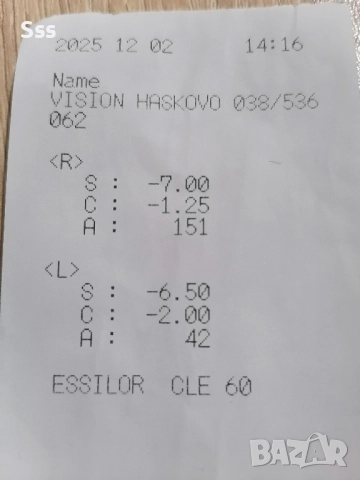 Sss
2025 12 02 14:16
Name
VISION HASKOVO 038/536
062
<R>
S : -7.00
C : -1.25
A : 151
<L>
S : -6.50
C : -2.00
A : 42
ESSILOR CLE 60
BAZAR